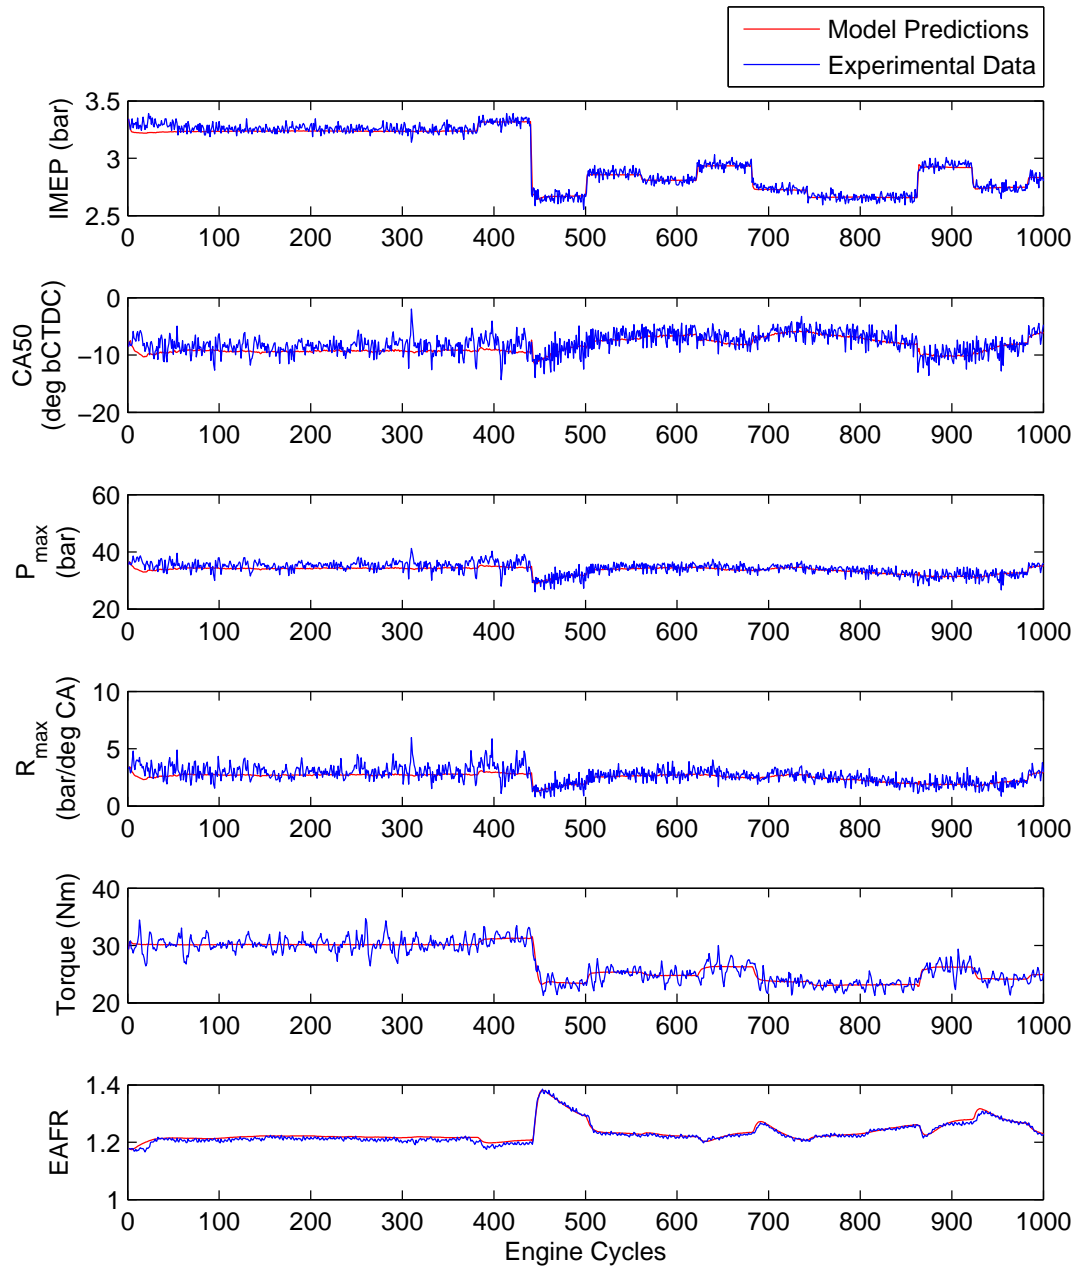 Model Predictions
Experimental Data
IMEP (bar)
3.5
3
2.5
0 100 200 300 400 500 600 700 800 900 1000
CA50
(deg bCTDC)
0
−10
−20
0 100 200 300 400 500 600 700 800 900 1000
P max
(bar)
60
40
20
0 100 200 300 400 500 600 700 800 900 1000
R max
(bar/deg CA)
10
5
0
0 100 200 300 400 500 600 700 800 900 1000
Torque (Nm)
40
30
20
0 100 200 300 400 500 600 700 800 900 1000
EAFR
1.4
1.2
1
0 100 200 300 400 500 600 700 800 900 1000
Engine Cycles